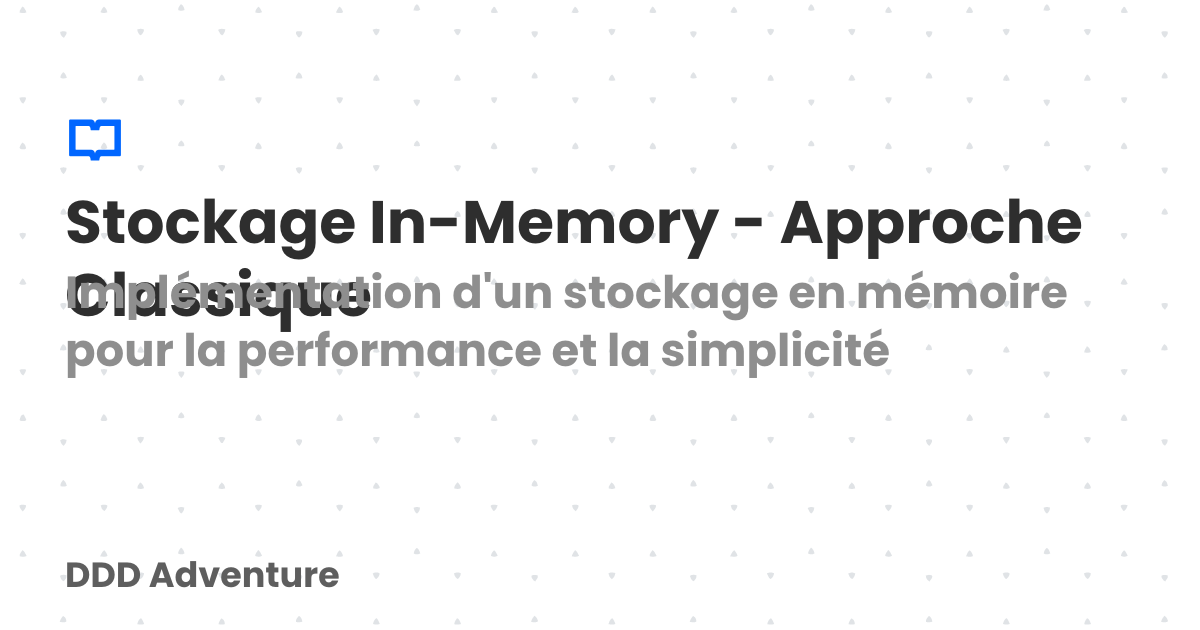 Stockage In-Memory - Approche
Classique
Implémentation d'un stockage en mémoire
pour la performance et la simplicité
DDD Adventure